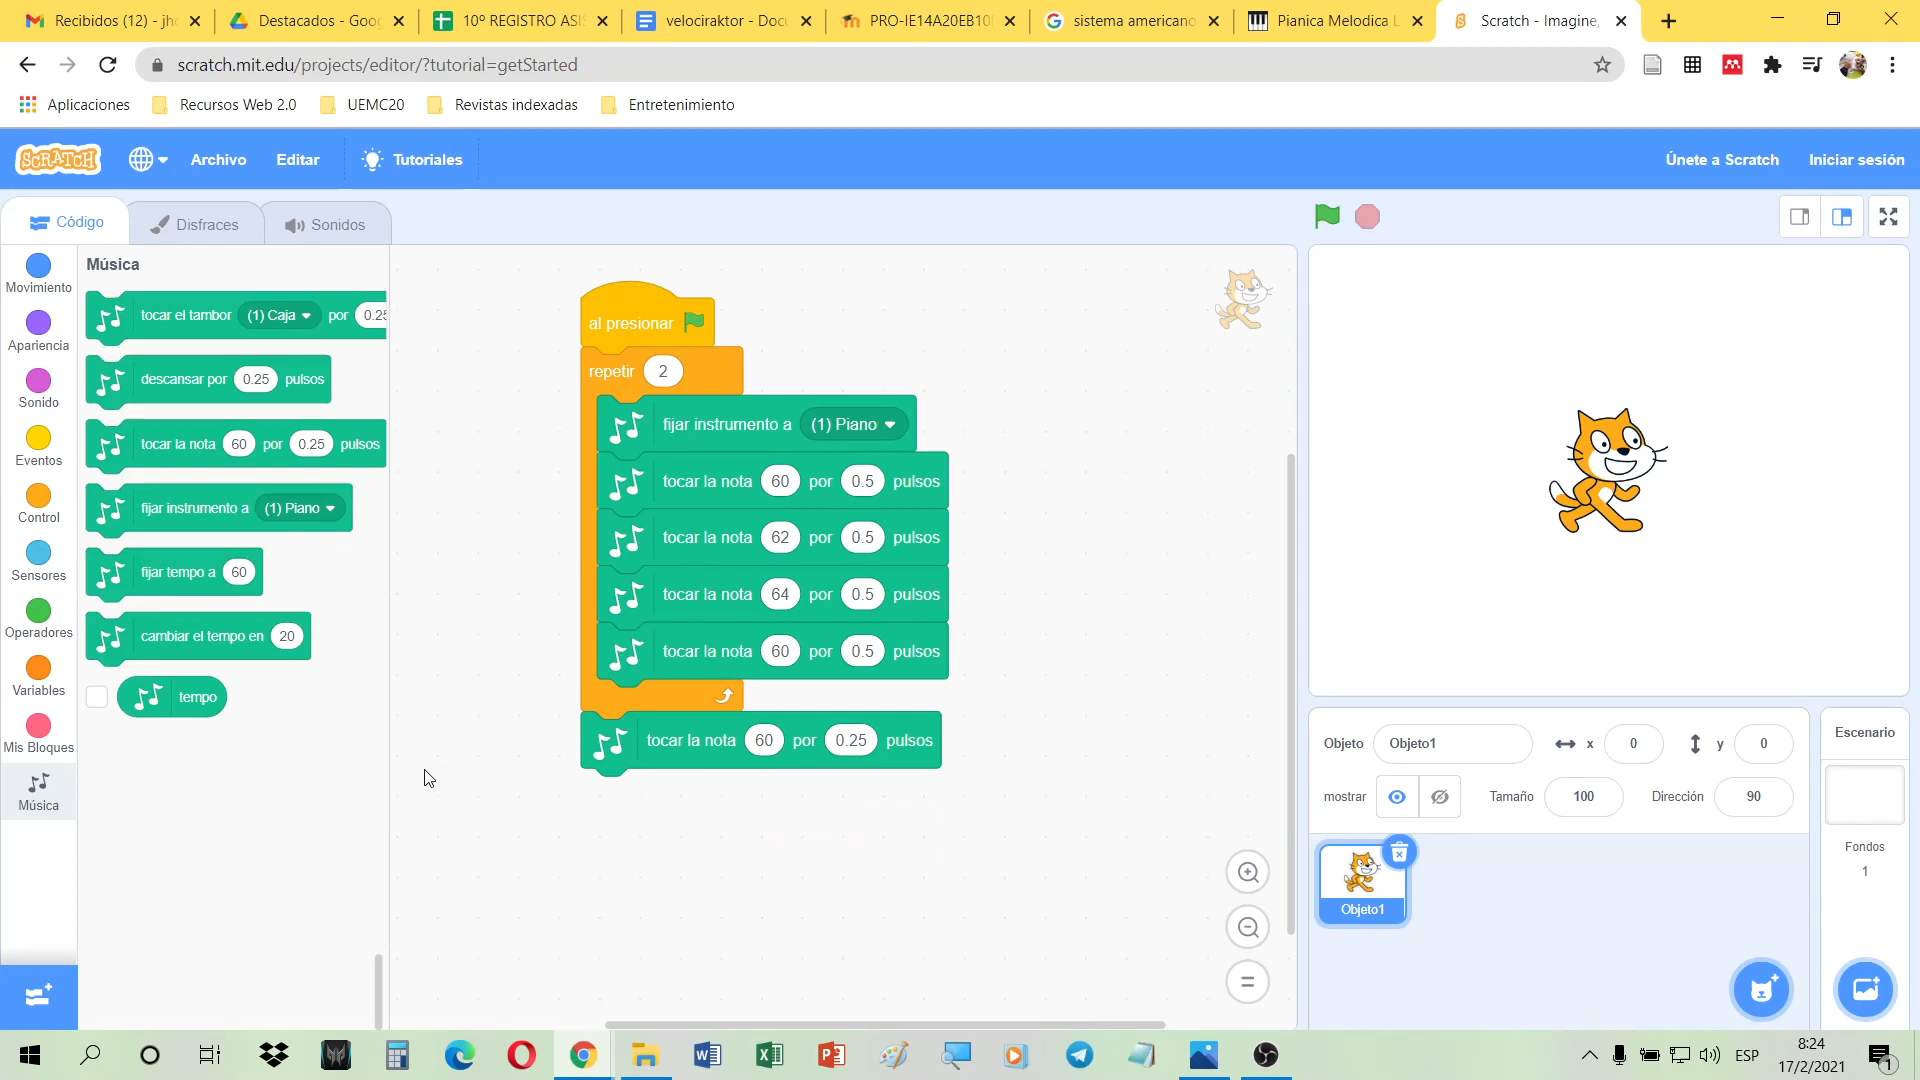 Recibidos (12) - jh
Destacados - Goo
10º REGISTRO ASI
velociraktor - Docu
PRO-IE14A20EB10
sistema americano
Pianica Melodica L
Scratch - Imagine,
scratch.mit.edu/projects/editor/?tutorial=getStarted
Aplicaciones
Recursos Web 2.0
UEMC20
Revistas indexadas
Entretenimiento
SCRATCH
Archivo
Editar
Tutoriales
Únete a Scratch
Iniciar sesión
Código
Disfraces
Sonidos
Movimiento
Apariencia
Sonido
Eventos
Control
Sensores
Operadores
Variables
Mis Bloques
Música
Música
tocar el tambor (1) Caja por 0.25
descansar por 0.25 pulsos
tocar la nota 60 por 0.25 pulsos
fijar instrumento a (1) Piano
fijar tempo a 60
cambiar el tempo en 20
tempo
al presionar
repetir 2
fijar instrumento a (1) Piano
tocar la nota 60 por 0.5 pulsos
tocar la nota 62 por 0.5 pulsos
tocar la nota 64 por 0.5 pulsos
tocar la nota 60 por 0.5 pulsos
tocar la nota 60 por 0.25 pulsos
Objeto Objeto1 x 0 y 0
mostrar Tamaño 100 Dirección 90
Objeto1
Escenario
Fondos
1
ESP
8:24
17/2/2021
1